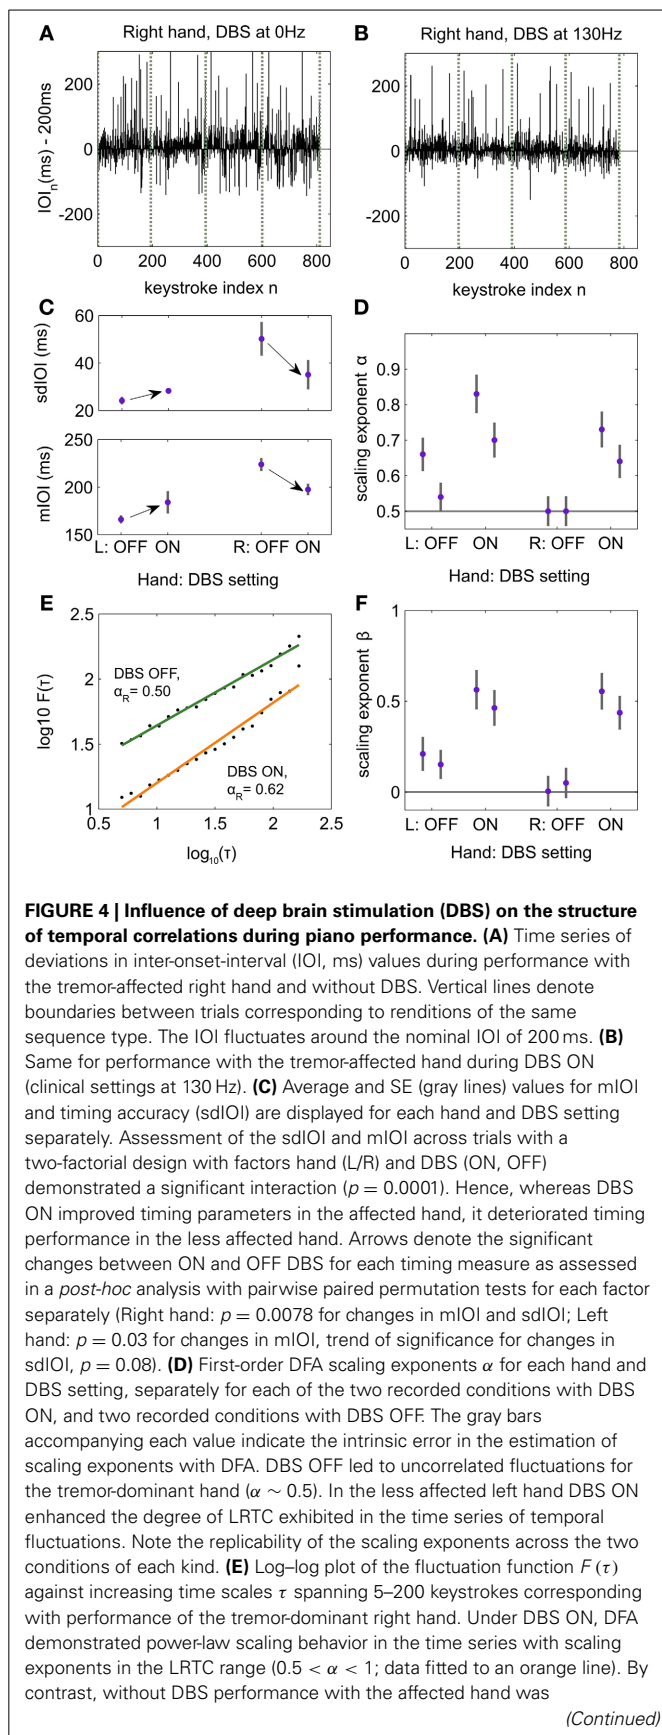 A Right hand, DBS at 0Hz
B Right hand, DBS at 130Hz
IOIn(ms) - 200ms
200
0
-200
0 200 400 600 800
keystroke index n
200
0
-200
0 200 400 600 800
keystroke index n
C
sdIOI (ms)
60
40
20
mIOI (ms)
250
200
150
L: OFF ON R: OFF ON
Hand: DBS setting
D
scaling exponent α
0.9
0.8
0.7
0.6
0.5
L: OFF ON R: OFF ON
Hand: DBS setting
E
log10 F(τ)
2.5
2
1.5
1
DBS OFF,
αR= 0.50
DBS ON,
αR= 0.62
0.5 1 1.5 2 2.5
log10(τ)
F
scaling exponent β
1
0.5
0
L: OFF ON R: OFF ON
Hand: DBS setting
FIGURE 4 | Influence of deep brain stimulation (DBS) on the structure
of temporal correlations during piano performance. (A) Time series of
deviations in inter-onset-interval (IOI, ms) values during performance with
the tremor-affected right hand and without DBS. Vertical lines denote
boundaries between trials corresponding to renditions of the same
sequence type. The IOI fluctuates around the nominal IOI of 200 ms. (B)
Same for performance with the tremor-affected hand during DBS ON
(clinical settings at 130 Hz). (C) Average and SE (gray lines) values for mIOI
and timing accuracy (sdIOI) are displayed for each hand and DBS setting
separately. Assessment of the sdIOI and mIOI across trials with a
two-factorial design with factors hand (L/R) and DBS (ON, OFF)
demonstrated a significant interaction (p = 0.0001). Hence, whereas DBS
ON improved timing parameters in the affected hand, it deteriorated timing
performance in the less affected hand. Arrows denote the significant
changes between ON and OFF DBS for each timing measure as assessed
in a post-hoc analysis with pairwise paired permutation tests for each factor
separately (Right hand: p = 0.0078 for changes in mIOI and sdIOI; Left
hand: p = 0.03 for changes in mIOI, trend of significance for changes in
sdIOI, p = 0.08). (D) First-order DFA scaling exponents α for each hand and
DBS setting, separately for each of the two recorded conditions with DBS
ON, and two recorded conditions with DBS OFF. The gray bars
accompanying each value indicate the intrinsic error in the estimation of
scaling exponents with DFA. DBS OFF led to uncorrelated fluctuations for
the tremor-dominant hand (α ∼ 0.5). In the less affected left hand DBS ON
enhanced the degree of LRTC exhibited in the time series of temporal
fluctuations. Note the replicability of the scaling exponents across the two
conditions of each kind. (E) Log–log plot of the fluctuation function F (τ)
against increasing time scales τ spanning 5–200 keystrokes corresponding
with performance of the tremor-dominant right hand. Under DBS ON, DFA
demonstrated power-law scaling behavior in the time series with scaling
exponents in the LRTC range (0.5 < α < 1; data fitted to an orange line). By
contrast, without DBS performance with the affected hand was
(Continued)